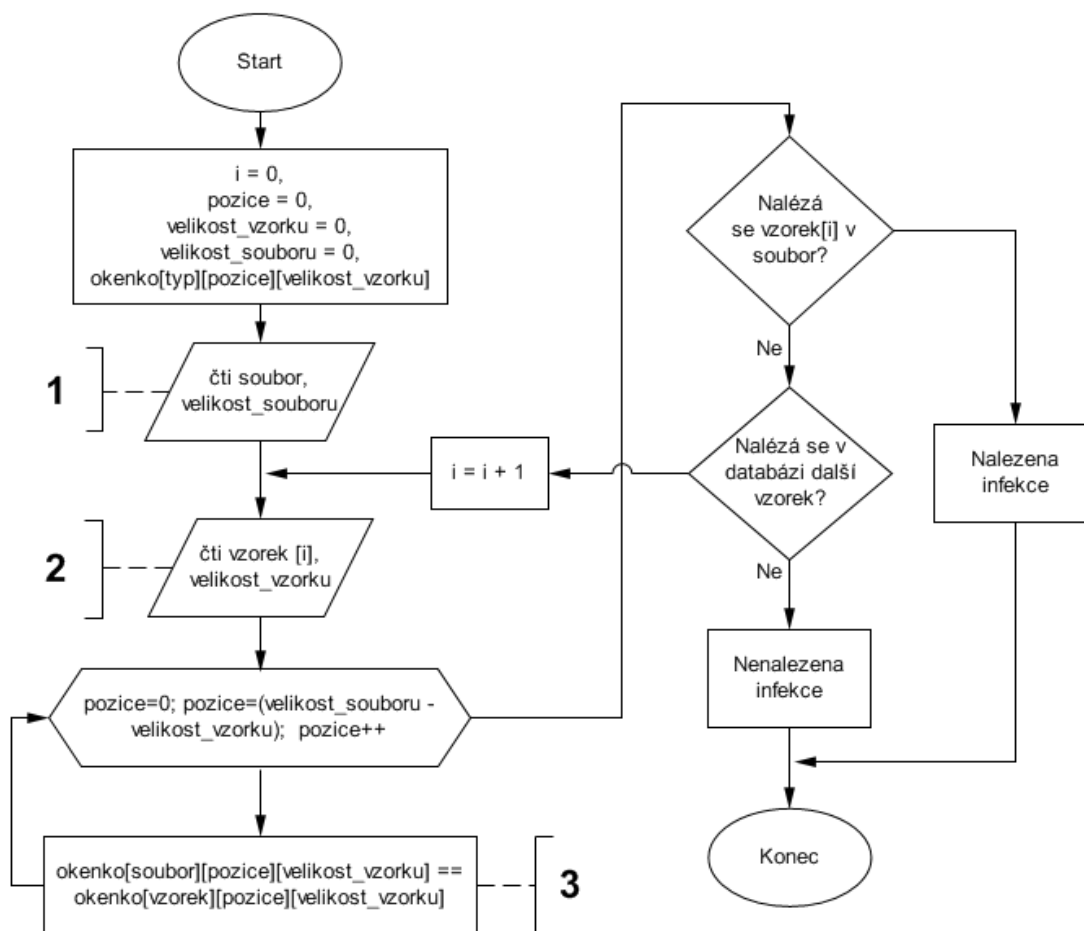 Start
i = 0,
pozice = 0,
velikost_vzorku = 0,
velikost_souboru = 0,
okenko[typ][pozice][velikost_vzorku]
1
čti soubor,
velikost_souboru
i = i + 1
2
čti vzorek [i],
velikost_vzorku
pozice=0; pozice=(velikost_souboru -
velikost_vzorku);  pozice++
okenko[soubor][pozice][velikost_vzorku] ==
okenko[vzorek][pozice][velikost_vzorku]
3
Nalézá
se vzorek[i] v
soubor?
Ne
Nalézá se v
databázi další
vzorek?
Nalezena
infekce
Ne
Nenalezena
infekce
Konec